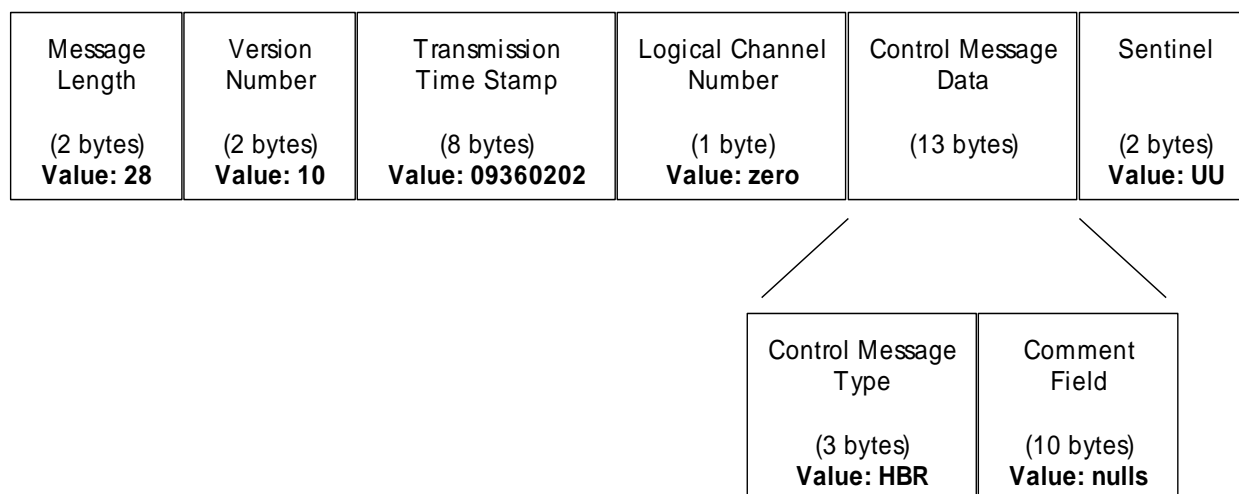 Message
Length
(2 bytes)
Value: 28
Version
Number
(2 bytes)
Value: 10
Transmission
Time Stamp
(8 bytes)
Value: 09360202
Logical Channel
Number
(1 byte)
Value: zero
Control Message
Data
(13 bytes)
Sentinel
(2 bytes)
Value: UU
Control Message
Type
(3 bytes)
Value: HBR
Comment
Field
(10 bytes)
Value: nulls